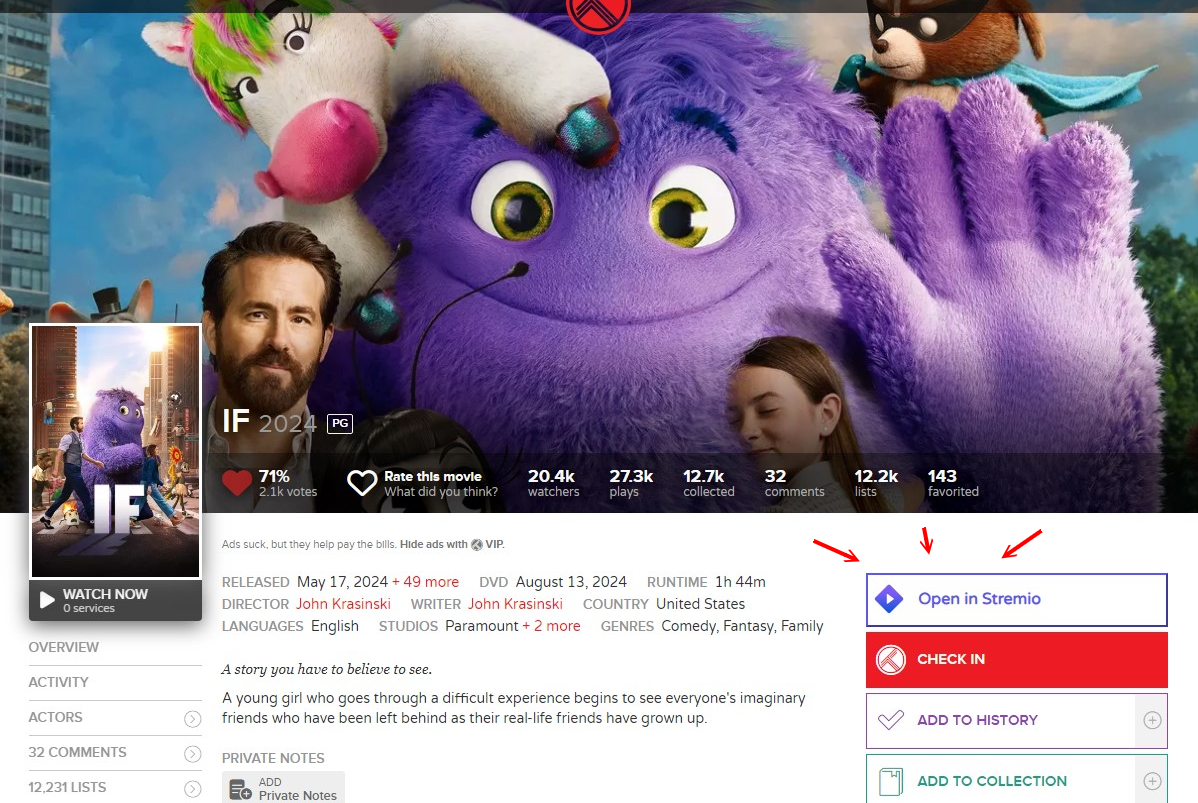 IF 2024 PG
71%
2.1k votes
Rate this movie
What did you think?
20.4k
watchers
27.3k
plays
12.7k
collected
32
comments
12.2k
lists
143
favorited
IF
WATCH NOW
0 services
OVERVIEW
ACTIVITY
ACTORS
32 COMMENTS
12,231 LISTS
Ads suck, but they help pay the bills. Hide ads with VIP.
RELEASED May 17, 2024 + 49 more DVD August 13, 2024 RUNTIME 1h 44m
DIRECTOR John Krasinski WRITER John Krasinski COUNTRY United States
LANGUAGES English STUDIOS Paramount + 2 more GENRES Comedy, Fantasy, Family
A story you have to believe to see.
A young girl who goes through a difficult experience begins to see everyone's imaginary
friends who have been left behind as their real-life friends have grown up.
PRIVATE NOTES
ADD
Private Notes
Open in Stremio
CHECK IN
ADD TO HISTORY
ADD TO COLLECTION